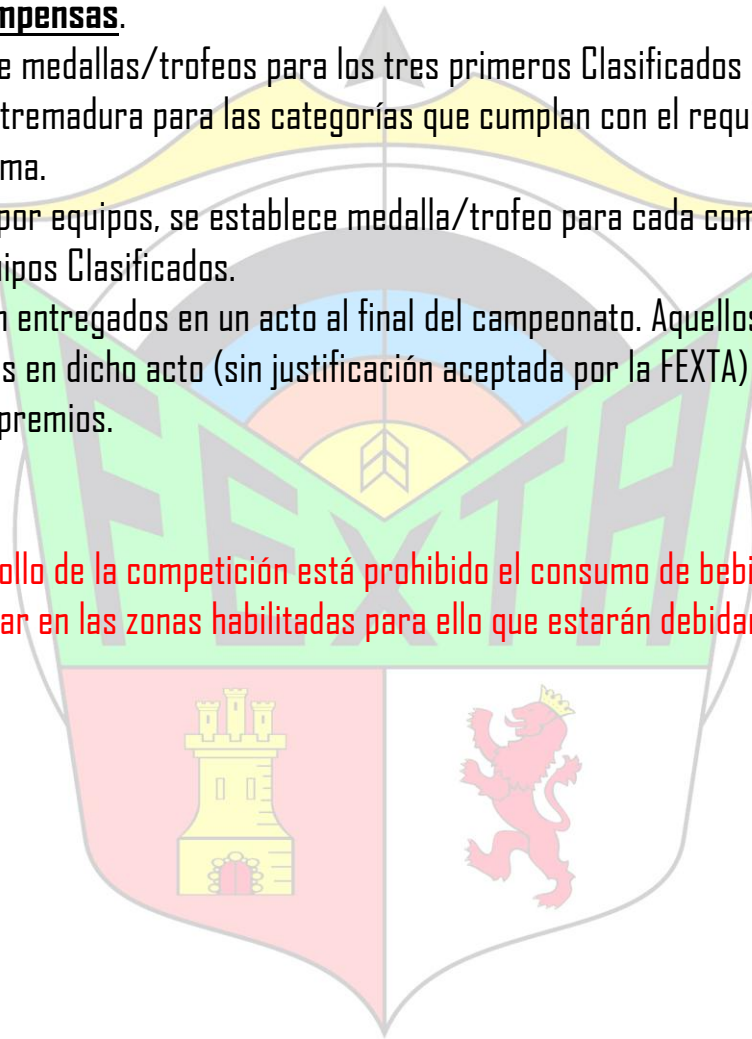 mpensas.
e medallas/trofeos para los tres primeros Clasificados
tremadura para las categorías que cumplan con el requ
ma.
por equipos, se establece medalla/trofeo para cada com
uipos Clasificados.
n entregados en un acto al final del campeonato. Aquellos
s en dicho acto (sin justificación aceptada por la FEXTA)
premios.
ollo de la competición está prohibido el consumo de bebi
ar en las zonas habilitadas para ello que estarán debidar
FEXTA